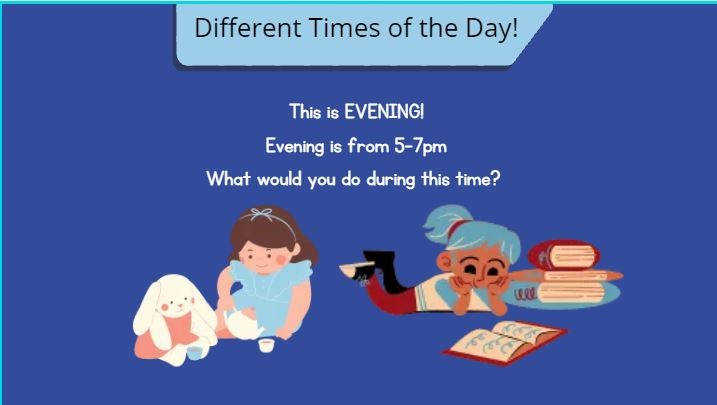 Different Times of the Day!
This is EVENING!
Evening is from 5-7pm
What would you do during this time?